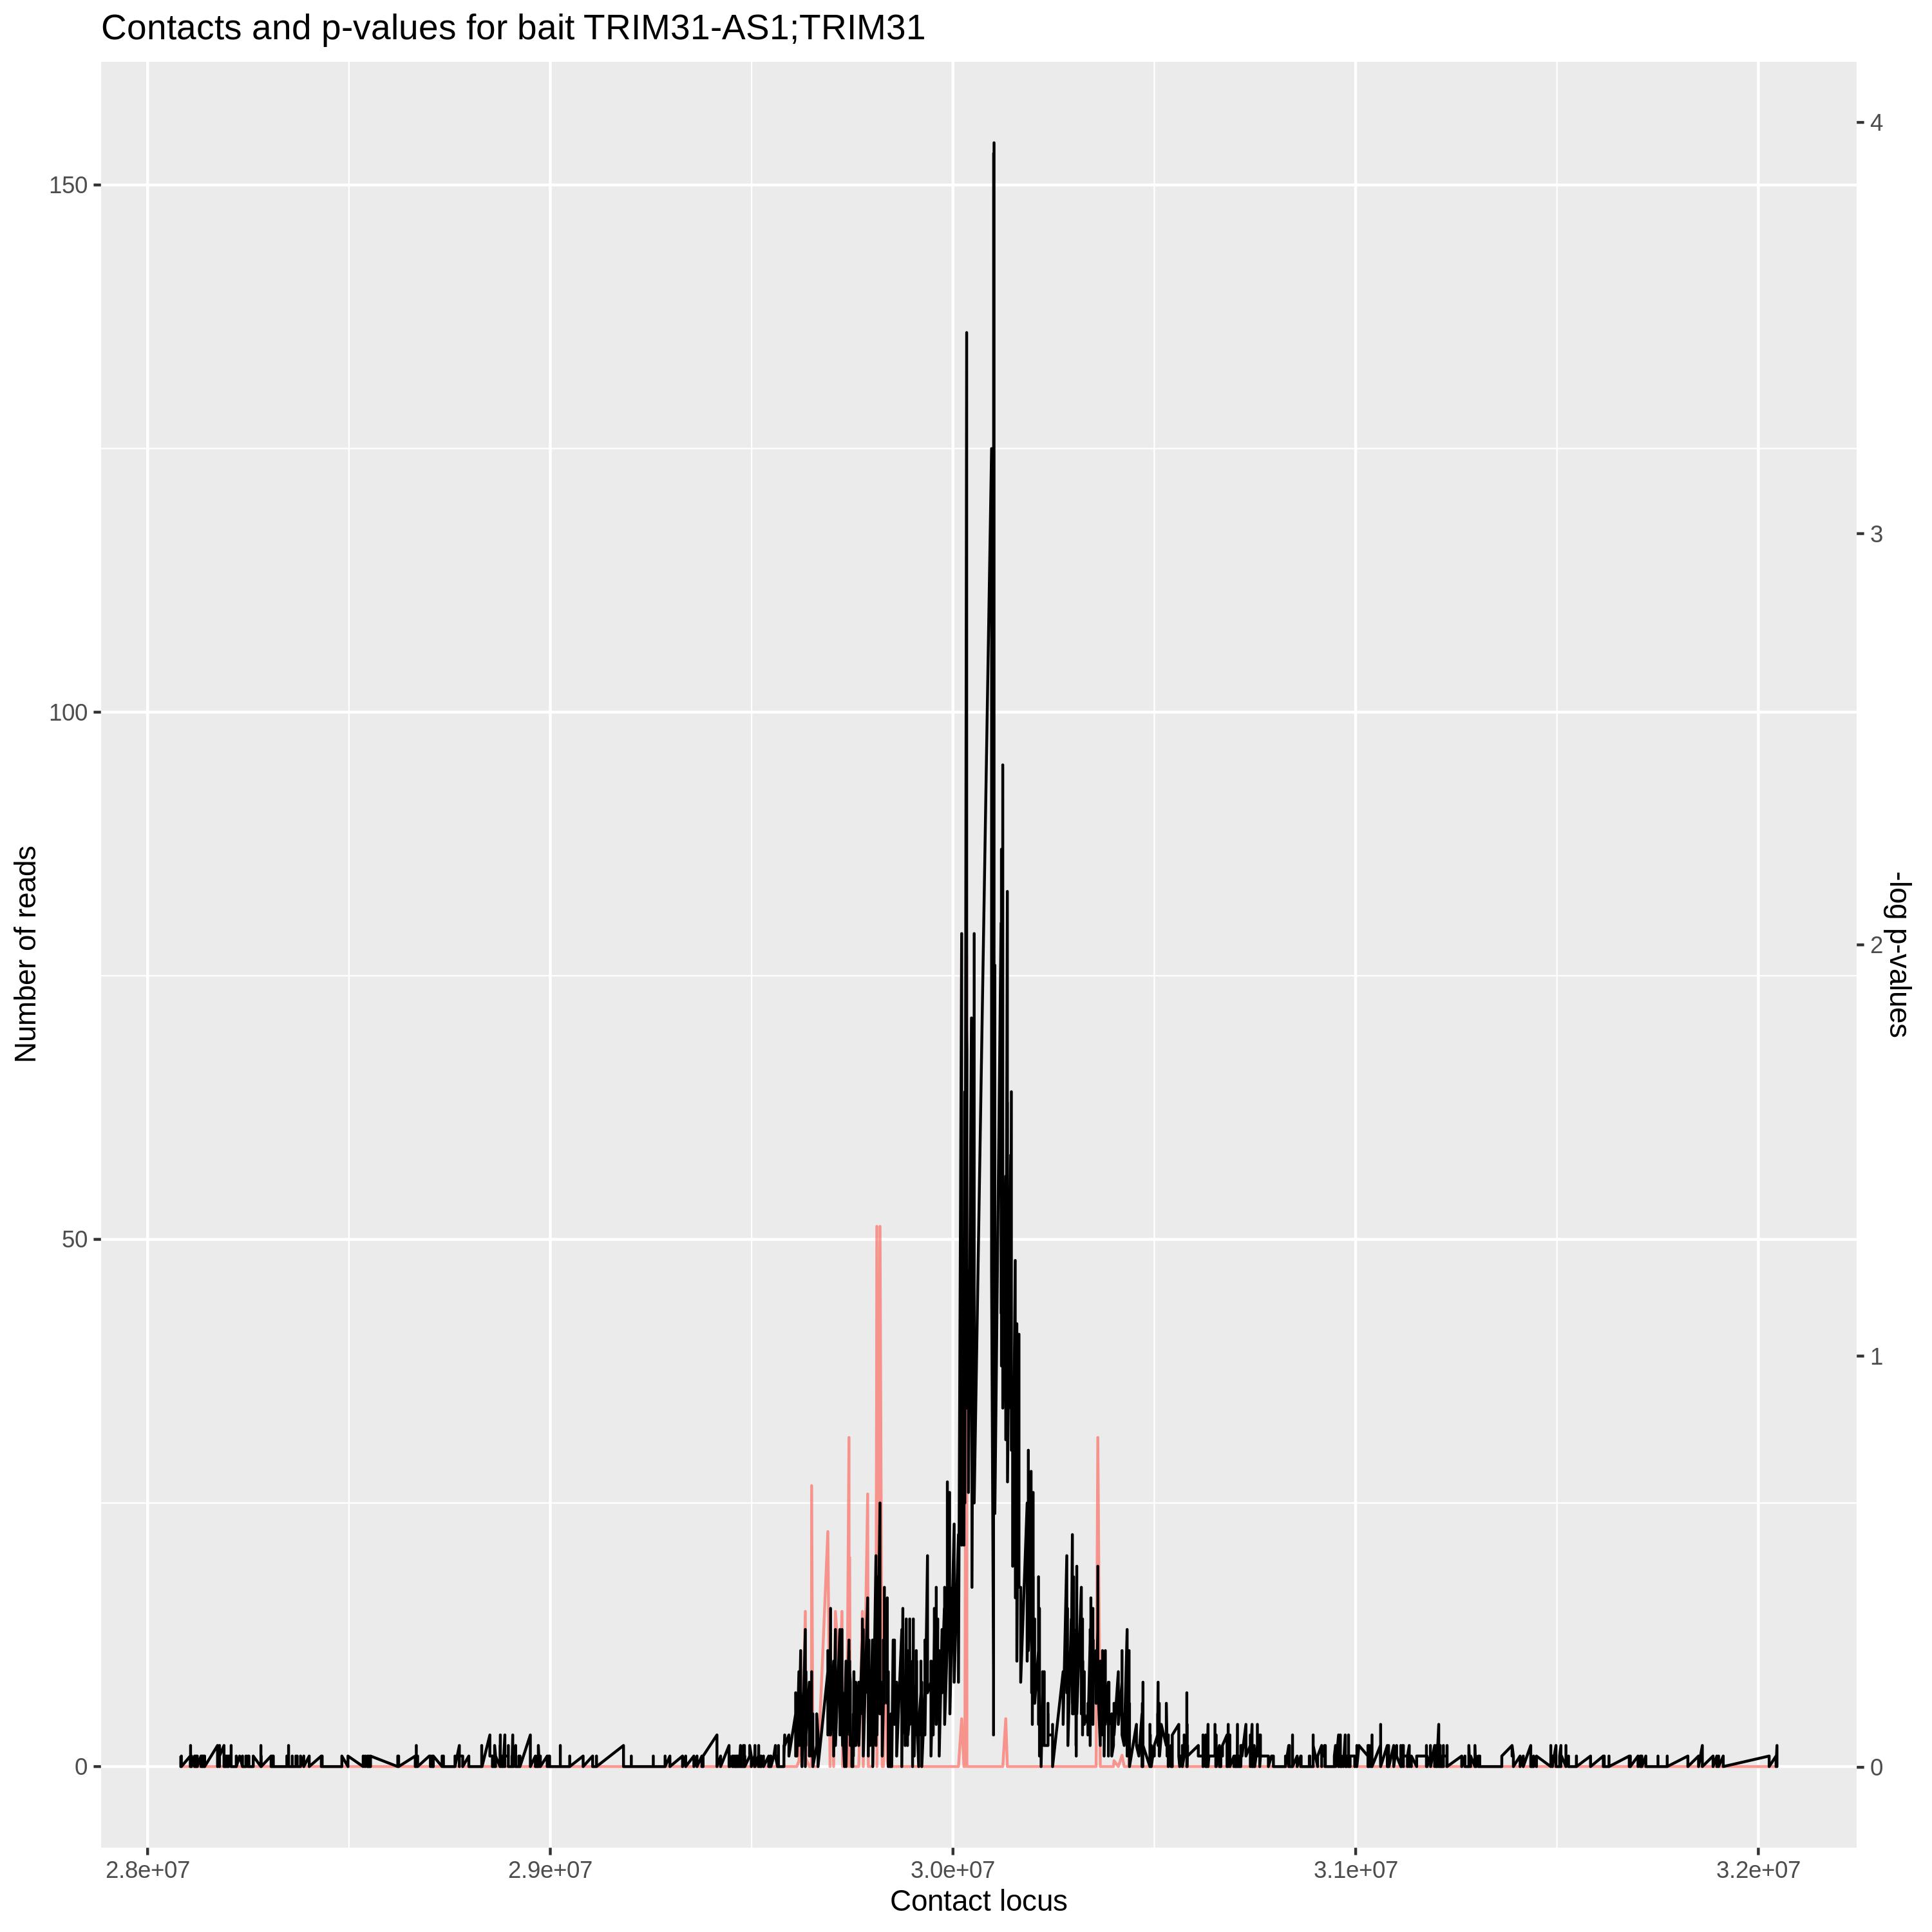 Contacts and p-values for bait TRIM31-AS1;TRIM31
150
100
50
0
Number of reads
4
3
2
1
0
-log p-values
2.8e+07
2.9e+07
3.0e+07
3.1e+07
3.2e+07
Contact locus